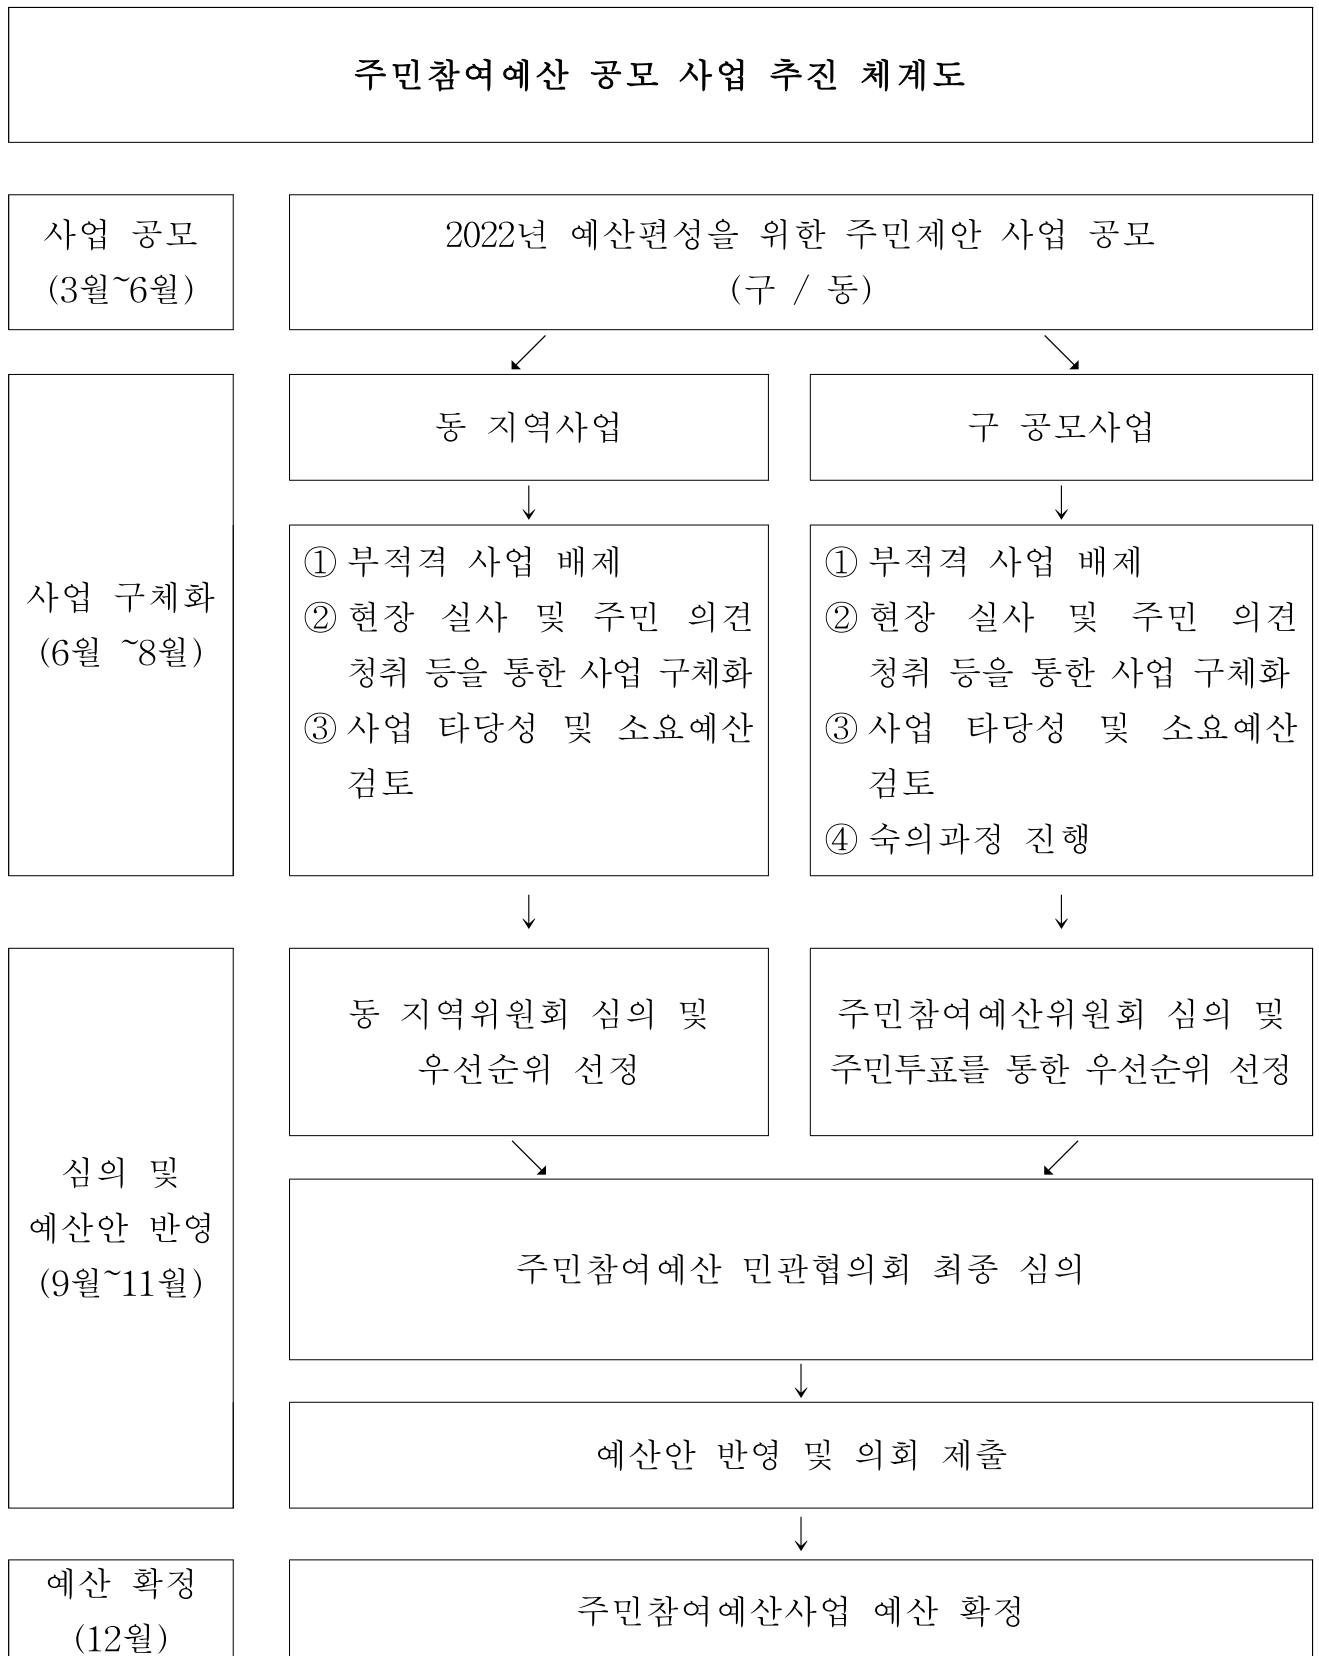 주민참여예산 공모 사업 추진 체계도
사업 공모
(3월~6월)
2022년 예산편성을 위한 주민제안 사업 공모
(구 / 동)
동 지역사업
구 공모사업
사업 구체화
(6월 ~8월)
① 부적격 사업 배제
② 현장 실사 및 주민 의견
청취 등을 통한 사업 구체화
③ 사업 타당성 및 소요예산
검토
① 부적격 사업 배제
② 현장 실사 및 주민 의견
청취 등을 통한 사업 구체화
③ 사업 타당성 및 소요예산
검토
④ 숙의과정 진행
심의 및
예산안 반영
(9월~11월)
동 지역위원회 심의 및
우선순위 선정
주민참여예산위원회 심의 및
주민투표를 통한 우선순위 선정
주민참여예산 민관협의회 최종 심의
예산안 반영 및 의회 제출
예산 확정
(12월)
주민참여예산사업 예산 확정